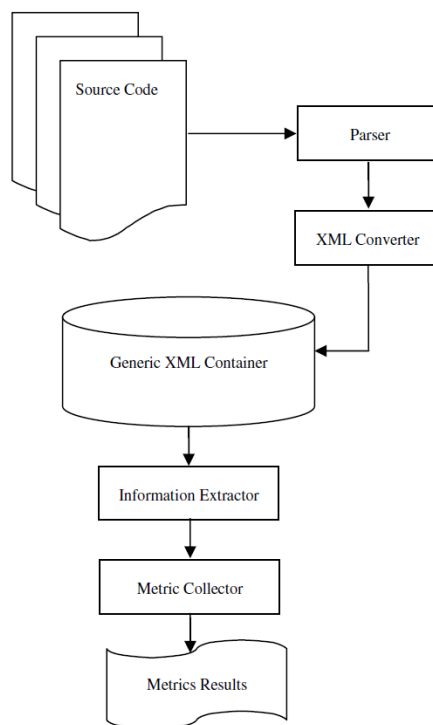 Source Code
Parser
XML Converter
Generic XML Container
Information Extractor
Metric Collector
Metrics Results